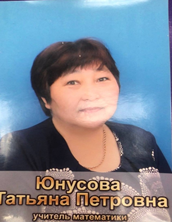 Юнусова
Татьяна Петровна
учитель математики